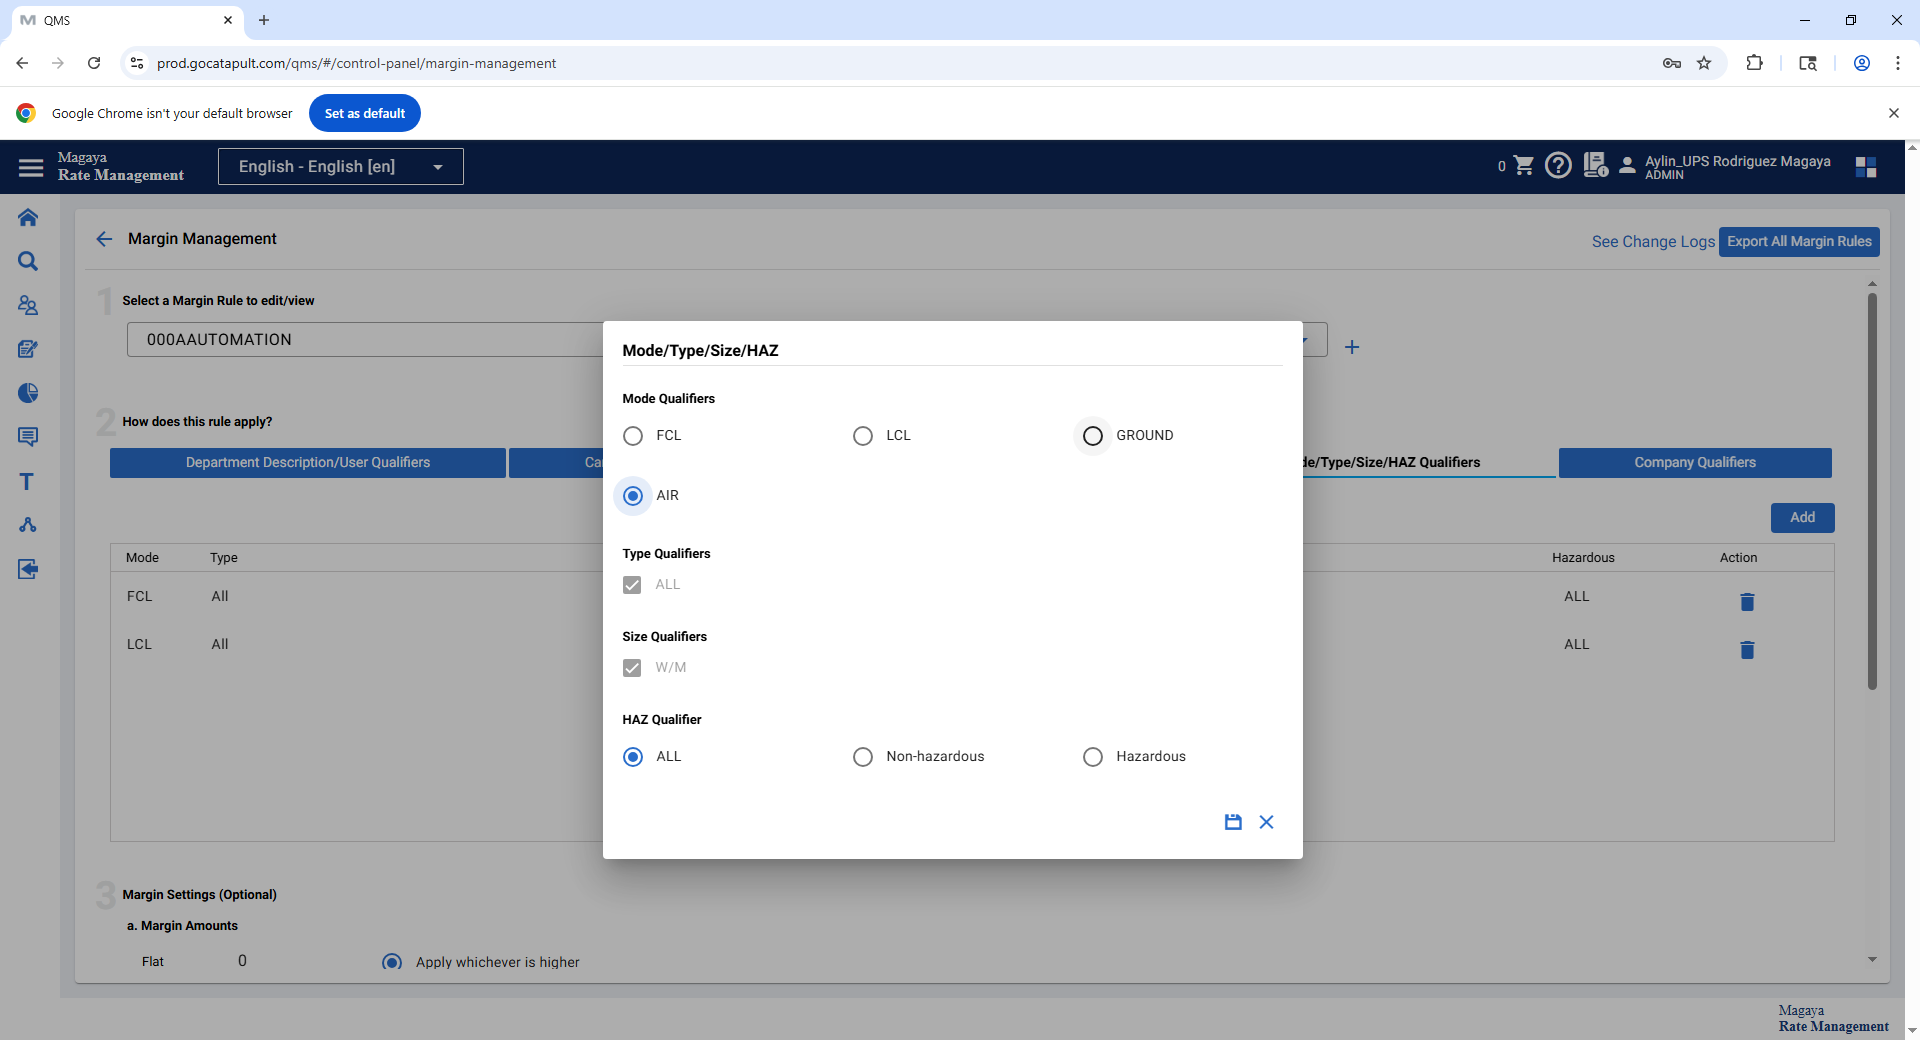 QMS
prod.gocatapult.com/qms/#/control-panel/margin-management
Google Chrome isn't your default browser
Set as default
Magaya
Rate Management
English - English [en]
0
Aylin_UPS Rodriguez Magaya
ADMIN
Margin Management
See Change Logs
Export All Margin Rules
1
Select a Margin Rule to edit/view
000AAUTOMATION
2
How does this rule apply?
Department Description/User Qualifiers
Ca
de/Type/Size/HAZ Qualifiers
Company Qualifiers
Add
Mode
Type
Hazardous
Action
FCL
All
ALL
LCL
All
ALL
Mode/Type/Size/HAZ
Mode Qualifiers
FCL
LCL
GROUND
AIR
Type Qualifiers
ALL
Size Qualifiers
W/M
HAZ Qualifier
ALL
Non-hazardous
Hazardous
3
Margin Settings (Optional)
a. Margin Amounts
Flat
0
Apply whichever is higher
Magaya
Rate Management